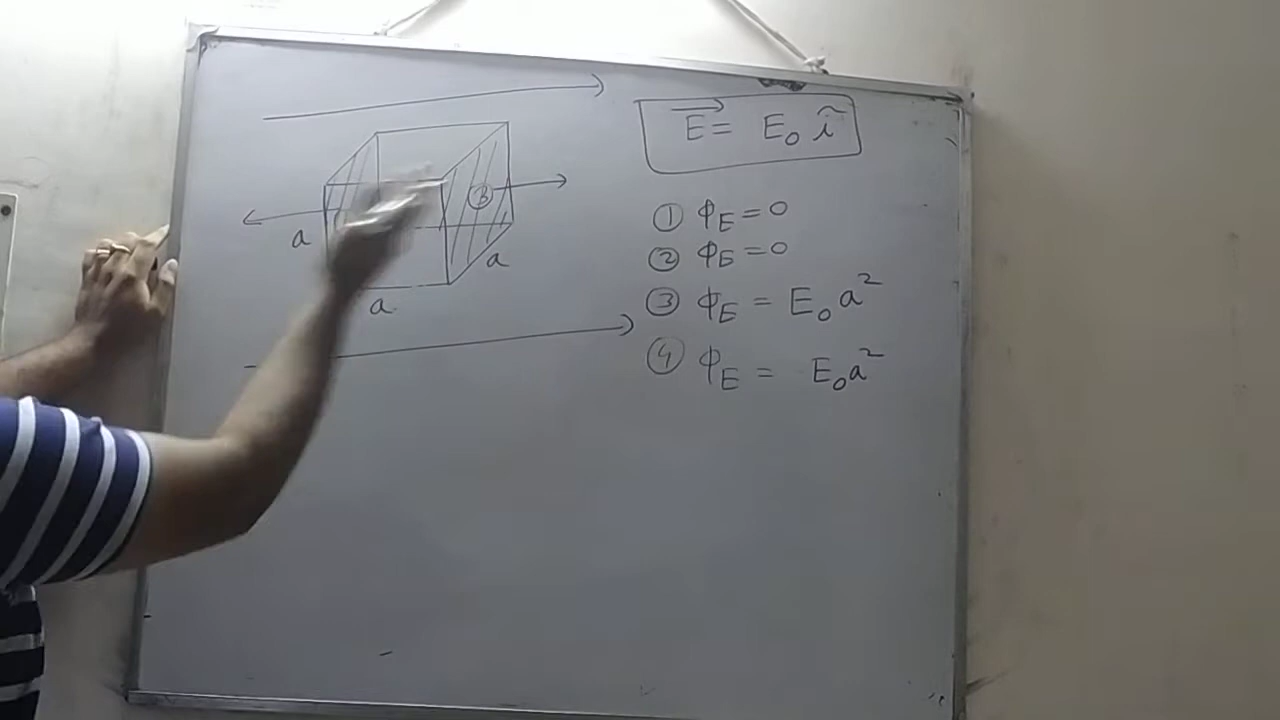 E⃗ = E₀ î
③
a
a
a
① ϕ_E = 0
② ϕ_E = 0
③ ϕ_E = E₀a²
④ ϕ_E = E₀a²